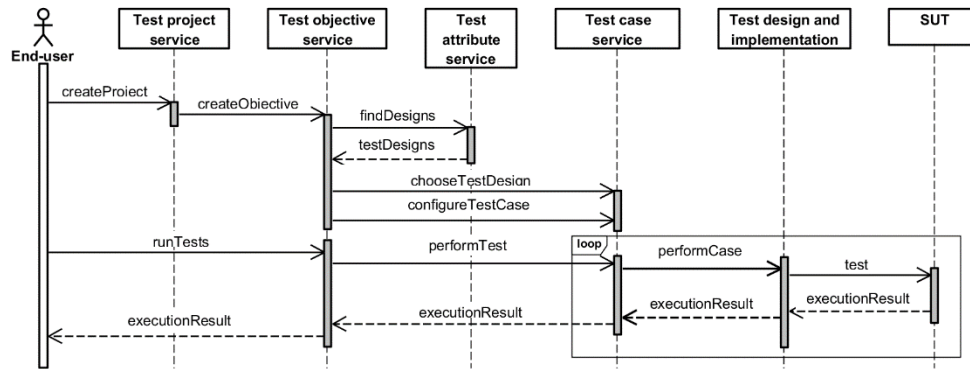 Test project
service
Test objective
service
Test
attribute
service
Test case
service
Test design and
implementation
SUT
End-user
createProject
createObjective
findDesigns
testDesigns
chooseTestDesign
configureTestCase
runTests
performTest
loop
performCase
test
executionResult
executionResult
executionResult
executionResult